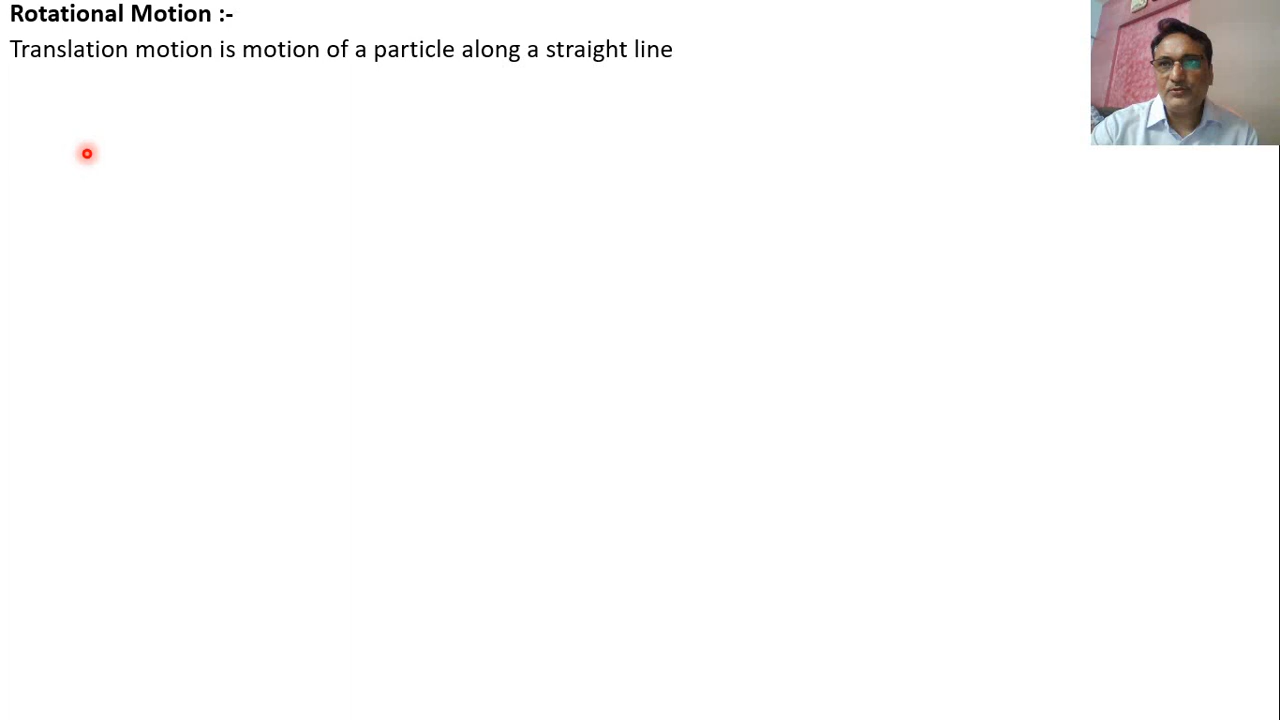 Rotational Motion :-
Translation motion is motion of a particle along a straight line